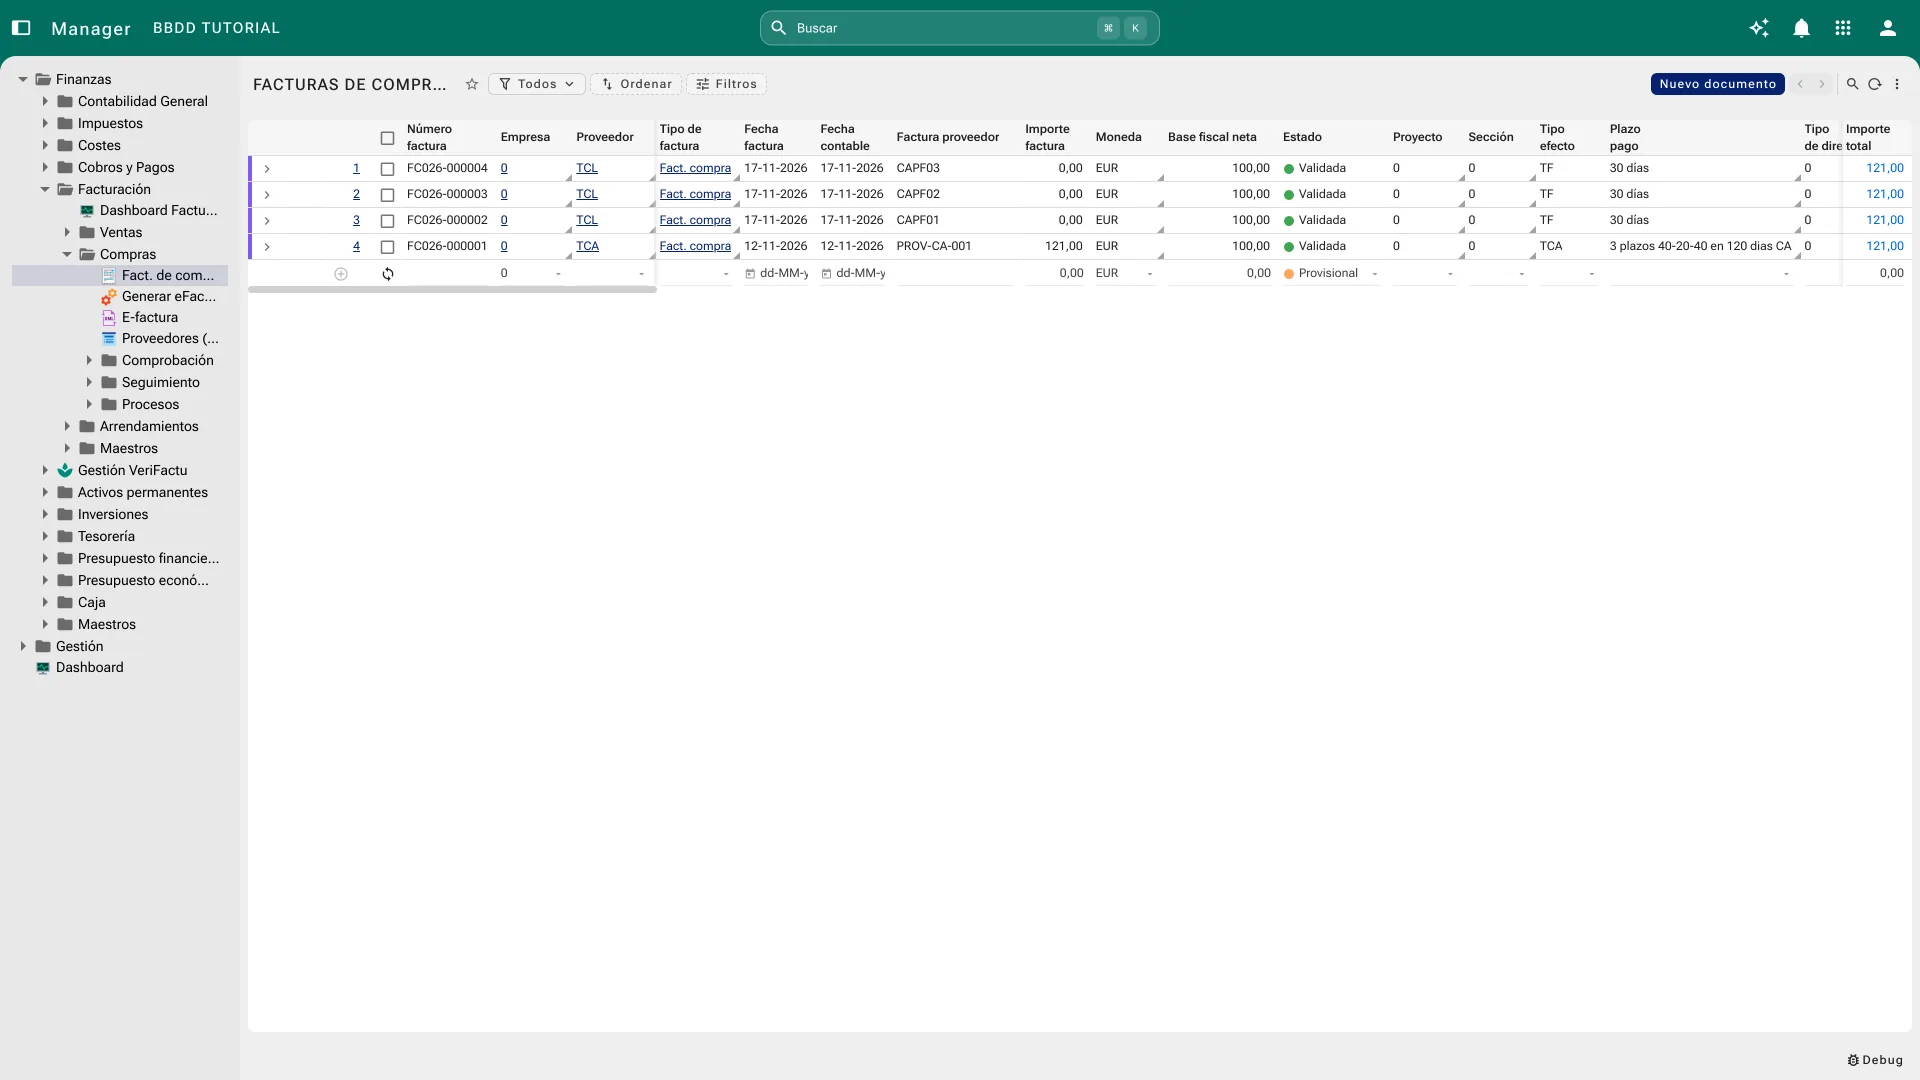 Manager BBDD TUTORIAL
Buscar ⌘ K
Finanzas
Contabilidad General
Impuestos
Costes
Cobros y Pagos
Facturación
Dashboard Factu...
Ventas
Compras
Fact. de com...
Generar eFac...
E-factura
Proveedores (...
Comprobación
Seguimiento
Procesos
Arrendamientos
Maestros
Gestión VeriFactu
Activos permanentes
Inversiones
Tesorería
Presupuesto financie...
Presupuesto econó...
Caja
Maestros
Gestión
Dashboard
FACTURAS DE COMPR... Todos Ordenar Filtros Nuevo documento
Número factura Empresa Proveedor Tipo de factura Fecha factura Fecha contable Factura proveedor Importe factura Moneda Base fiscal neta Estado Proyecto Sección Tipo efecto Plazo pago Tipo de dire Importe total
1 FC026-000004 0 TCL Fact. compra 17-11-2026 17-11-2026 CAPF03 0,00 EUR 100,00 Validada 0 0 TF 30 días 0 121,00
2 FC026-000003 0 TCL Fact. compra 17-11-2026 17-11-2026 CAPF02 0,00 EUR 100,00 Validada 0 0 TF 30 días 0 121,00
3 FC026-000002 0 TCL Fact. compra 17-11-2026 17-11-2026 CAPF01 0,00 EUR 100,00 Validada 0 0 TF 30 días 0 121,00
4 FC026-000001 0 TCA Fact. compra 12-11-2026 12-11-2026 PROV-CA-001 121,00 EUR 100,00 Validada 0 0 TCA 3 plazos 40-20-40 en 120 dias CA 0 121,00
0 - - - dd-MM-y dd-MM-y 0,00 EUR - 0,00 Provisional - - - - - 0,00
Debug